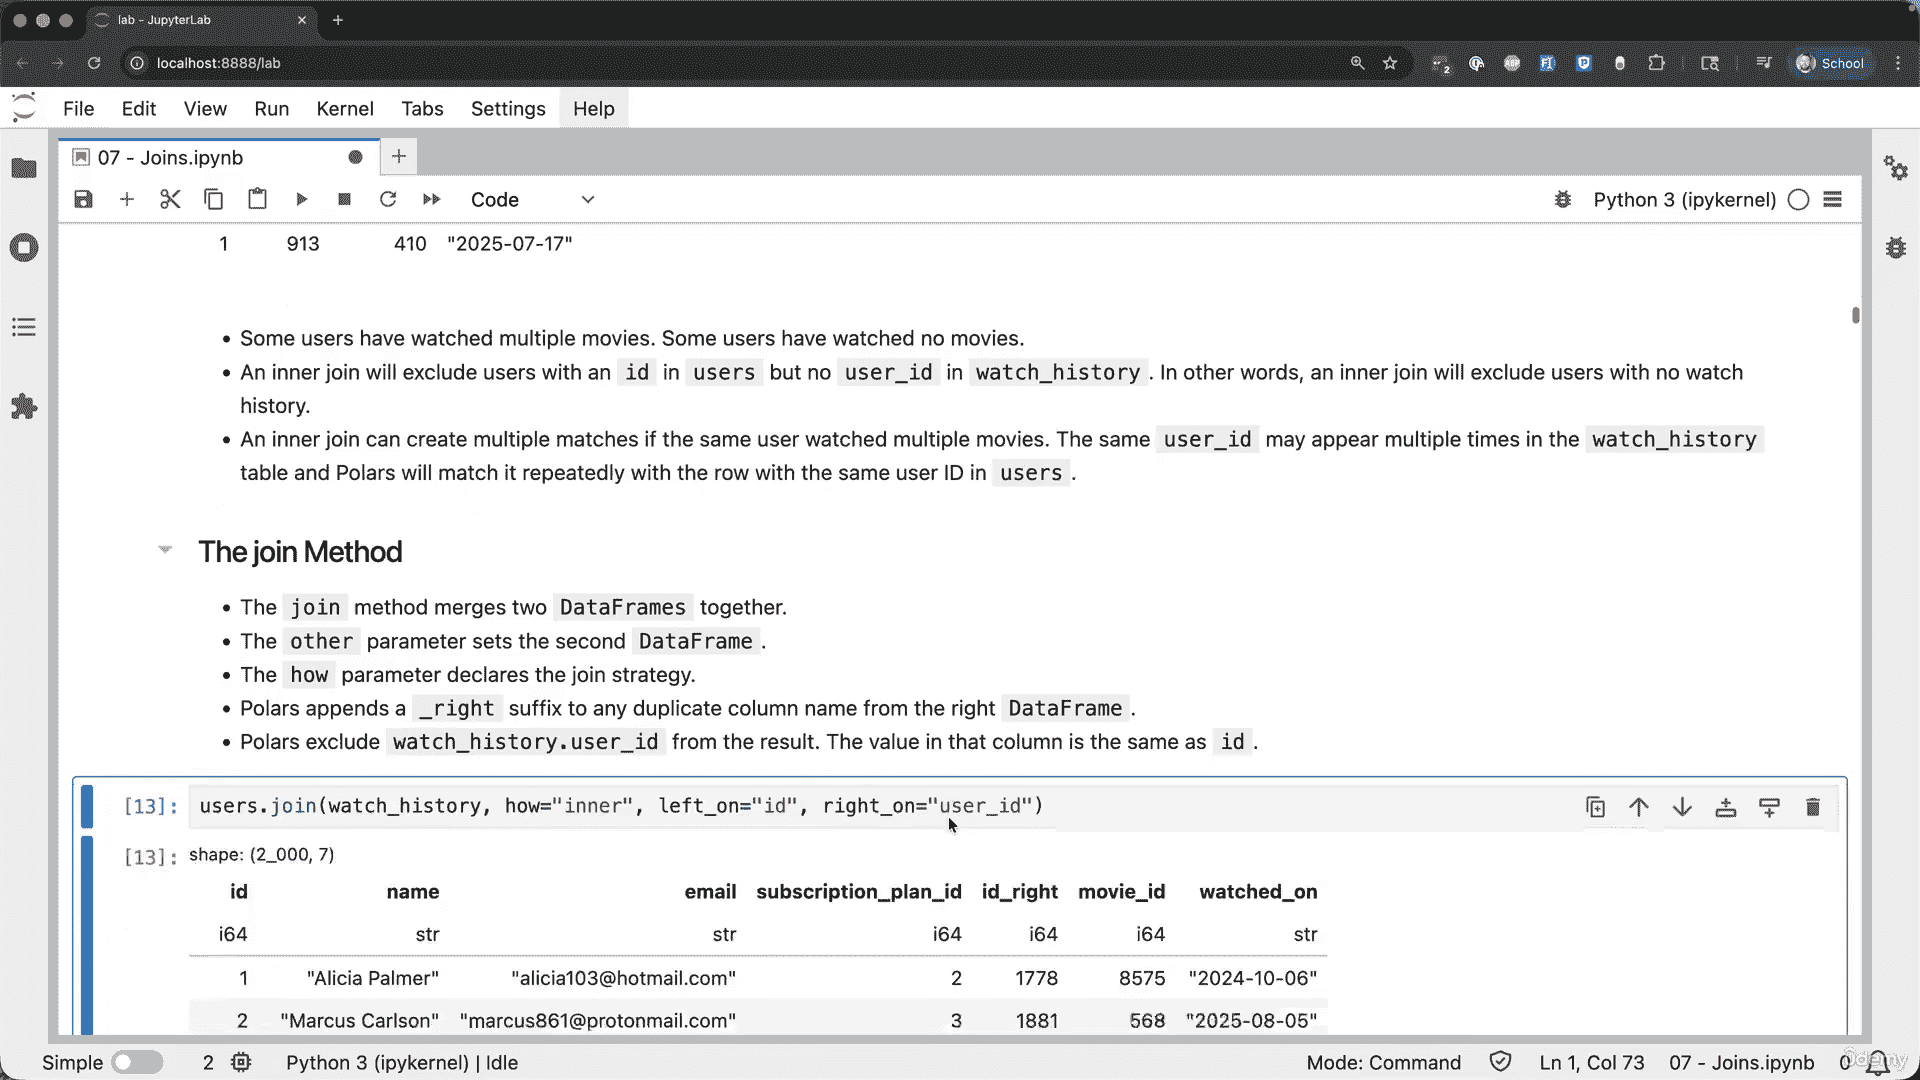 lab - JupyterLab
localhost:8888/lab
2
School
File Edit View Run Kernel Tabs Settings Help
07 - Joins.ipynb
Code
Python 3 (ipykernel)
1 913 410 "2025-07-17"
• Some users have watched multiple movies. Some users have watched no movies.
• An inner join will exclude users with an id in users but no user_id in watch_history . In other words, an inner join will exclude users with no watch
history.
• An inner join can create multiple matches if the same user watched multiple movies. The same user_id may appear multiple times in the watch_history
table and Polars will match it repeatedly with the row with the same user ID in users .
The join Method
• The join method merges two DataFrames together.
• The other parameter sets the second DataFrame .
• The how parameter declares the join strategy.
• Polars appends a _right suffix to any duplicate column name from the right DataFrame .
• Polars exclude watch_history.user_id from the result. The value in that column is the same as id .
[13]: users.join(watch_history, how="inner", left_on="id", right_on="user_id")
[13]: shape: (2_000, 7)
id name email subscription_plan_id id_right movie_id watched_on
i64 str str i64 i64 i64 str
1 "Alicia Palmer" "alicia103@hotmail.com" 2 1778 8575 "2024-10-06"
2 "Marcus Carlson" "marcus861@protonmail.com" 3 1881 568 "2025-08-05"
Simple 2 Python 3 (ipykernel) | Idle Mode: Command Ln 1, Col 73 07 - Joins.ipynb 0
udemy